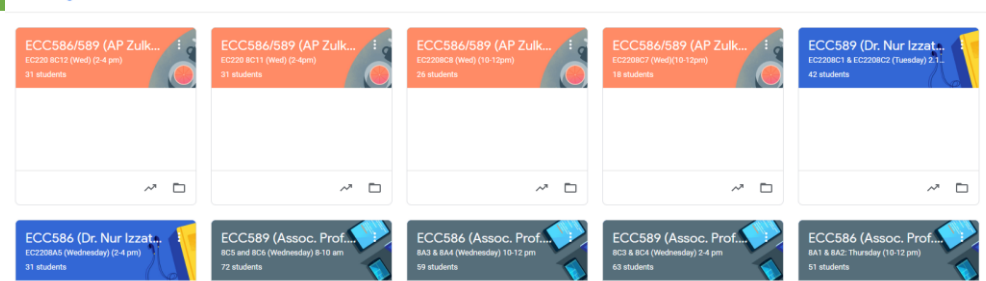 ECC586/589 (AP Zulk...
EC220 8C12 (Wed) (2-4 pm)
31 students
ECC586/589 (AP Zulk...
EC220 8C11 (Wed) (2-4pm)
31 students
ECC586/589 (AP Zulk...
EC2208C8 (Wed) (10-12pm)
26 students
ECC586/589 (AP Zulk...
EC2208C7 (Wed)(10-12pm)
18 students
ECC589 (Dr. Nur Izzat...
EC2208C1 & EC2208C2 (Tuesday) 2.1...
42 students
ECC586 (Dr. Nur Izzat...
EC2208A5 (Wednesday) (2-4 pm)
31 students
ECC589 (Assoc. Prof....
8C5 and 8C6 (Wednesday) 8-10 am
72 students
ECC586 (Assoc. Prof....
8A3 & 8A4 (Wednesday) 10-12 pm
59 students
ECC589 (Assoc. Prof....
8C3 & 8C4 (Wednesday) 2-4 pm
63 students
ECC586 (Assoc. Prof....
8A1 & 8A2: Thursday (10-12 pm)
51 students